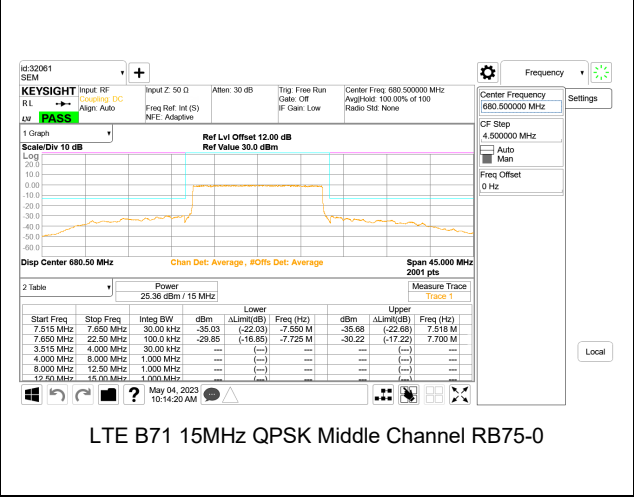 id:32061
SEM
Frequency
KEYSIGHT Input: RF Input Z: 50 Ω Atten: 30 dB Trig: Free Run Center Freq: 680.500000 MHz
RL Coupling: DC Gate: Off Avg|Hold: 100.00% of 100
Align: Auto Freq Ref: Int (S) IF Gain: Low Radio Std: None
PASS NFE: Adaptive
Center Frequency
680.500000 MHz
Settings
CF Step
4.500000 MHz
Auto
Man
Freq Offset
0 Hz
1 Graph
Ref Lvl Offset 12.00 dB
Scale/Div 10 dB Ref Value 30.0 dBm
Log
20.0
10.0
0.00
-10.0
-20.0
-30.0
-40.0
-50.0
-60.0
Disp Center 680.50 MHz Chan Det: Average , #Offs Det: Average Span 45.000 MHz
2001 pts
2 Table Power Measure Trace
25.36 dBm / 15 MHz Trace 1
Lower Upper
Start Freq Stop Freq Integ BW dBm ΔLimit(dB) Freq (Hz) dBm ΔLimit(dB) Freq (Hz)
7.515 MHz 7.650 MHz 30.00 kHz -35.03 (-22.03) -7.550 M -35.68 (-22.68) 7.518 M
7.650 MHz 22.50 MHz 100.0 kHz -29.85 (-16.85) -7.725 M -30.22 (-17.22) 7.700 M
3.515 MHz 4.000 MHz 30.00 kHz --- (---) --- --- (---) ---
4.000 MHz 8.000 MHz 1.000 MHz --- (---) --- --- (---) ---
8.000 MHz 12.50 MHz 1.000 MHz --- (---) --- --- (---) ---
12.50 MHz 15.00 MHz 1.000 MHz --- (---) --- --- (---) ---
Local
? May 04, 2023
10:14:20 AM
LTE B71 15MHz QPSK Middle Channel RB75-0